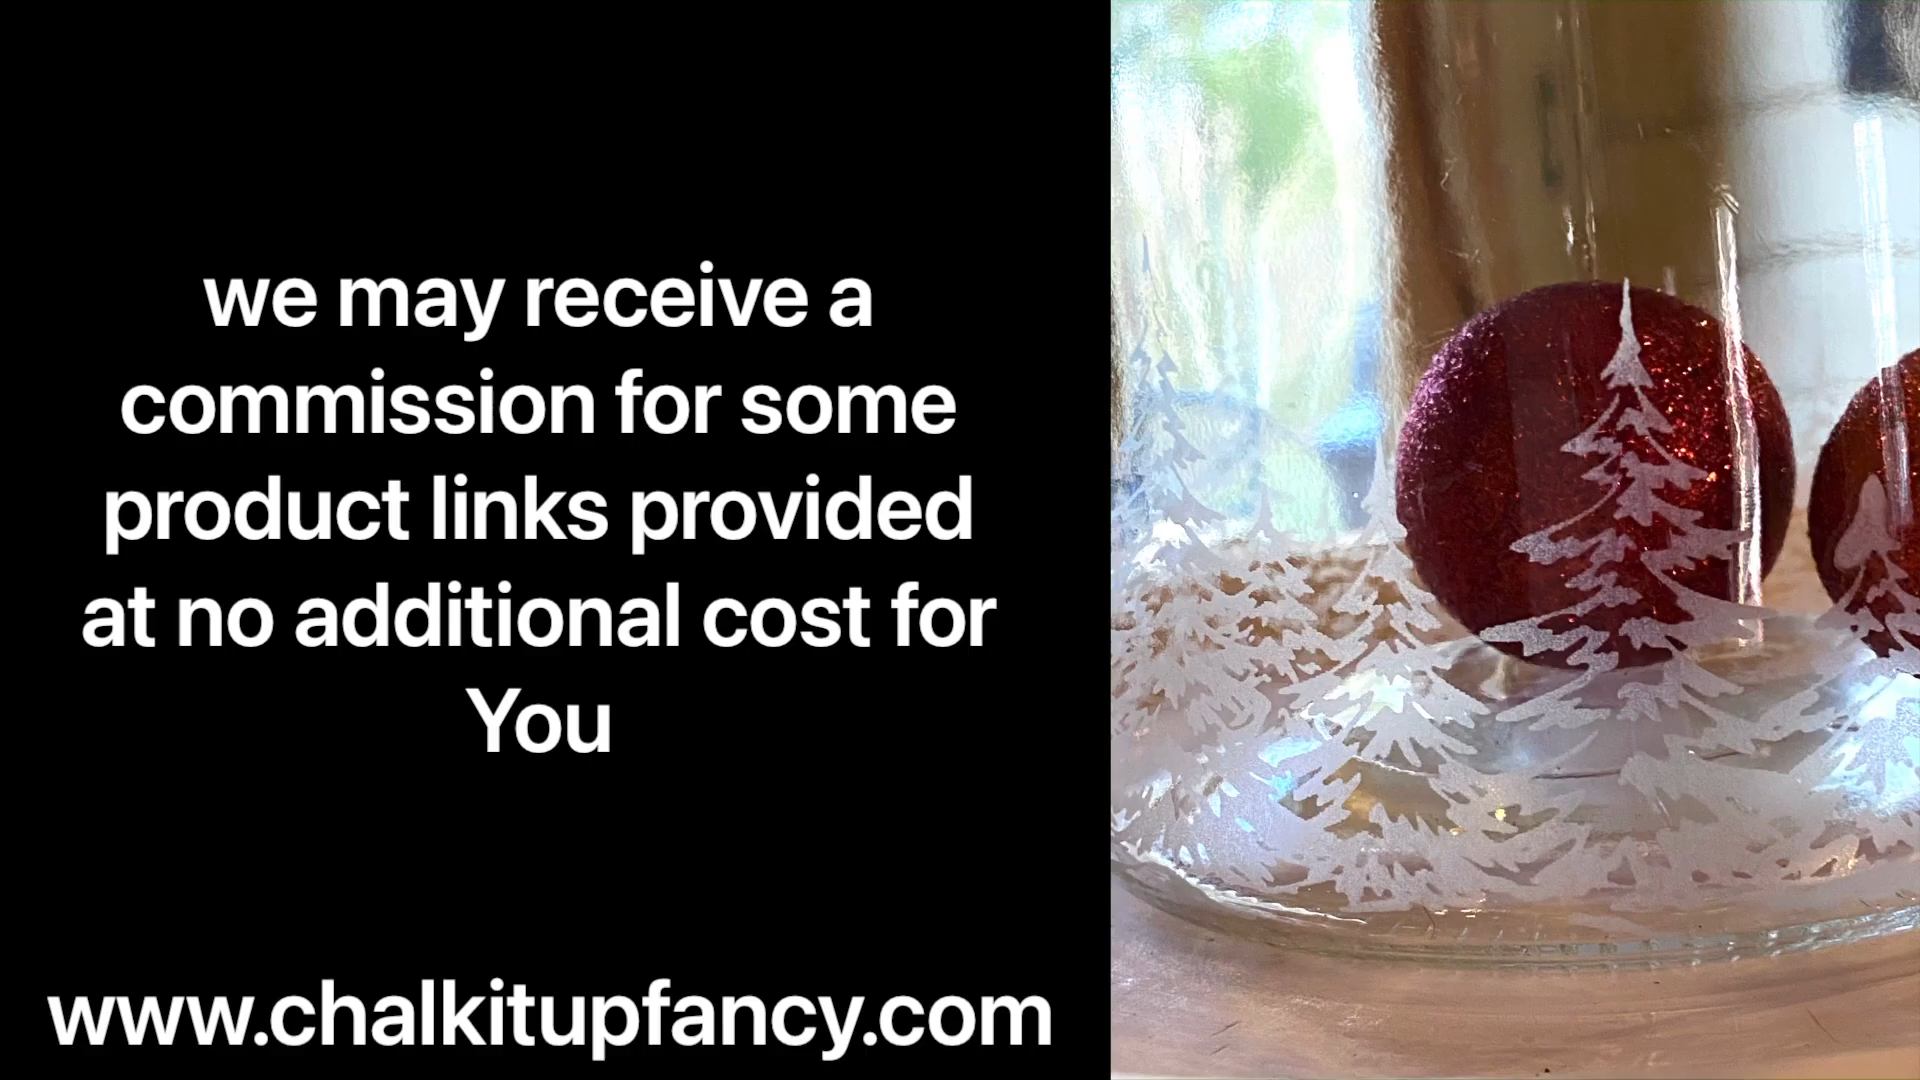 we may receive a
commission for some
product links provided
at no additional cost for
You
www.chalkitupfancy.com